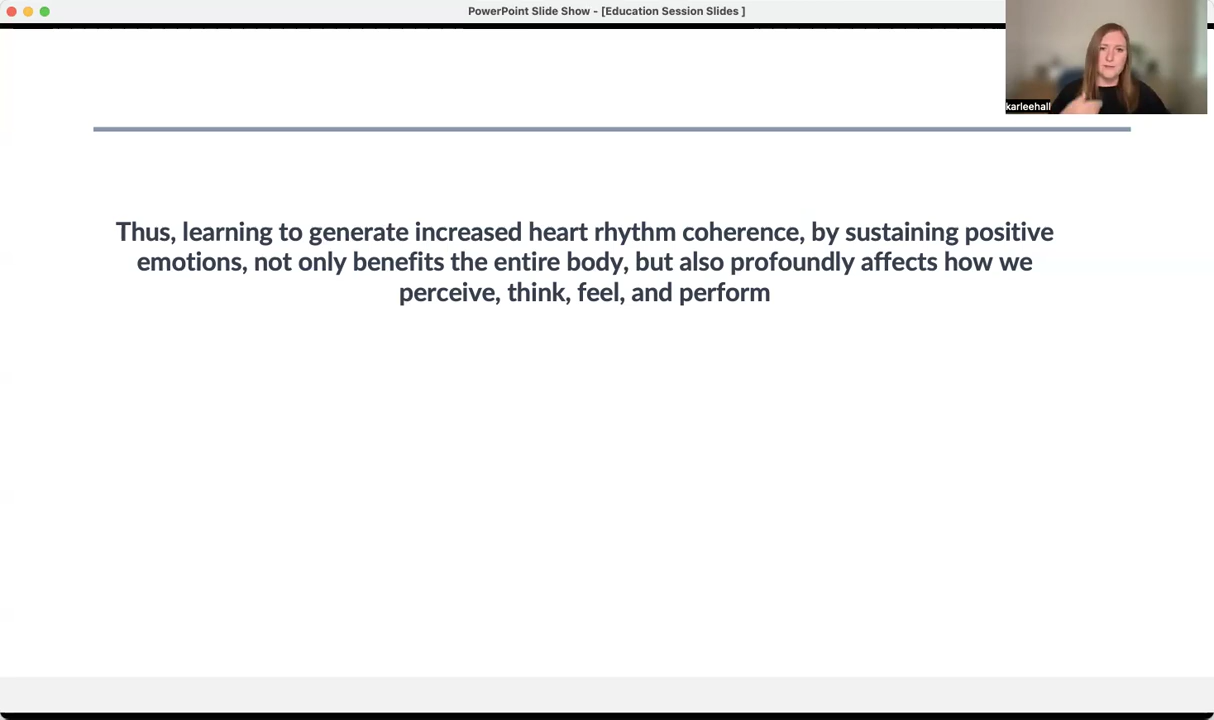 PowerPoint Slide Show - [Education Session Slides ]
karleehall
Thus, learning to generate increased heart rhythm coherence, by sustaining positive
emotions, not only benefits the entire body, but also profoundly affects how we
perceive, think, feel, and perform